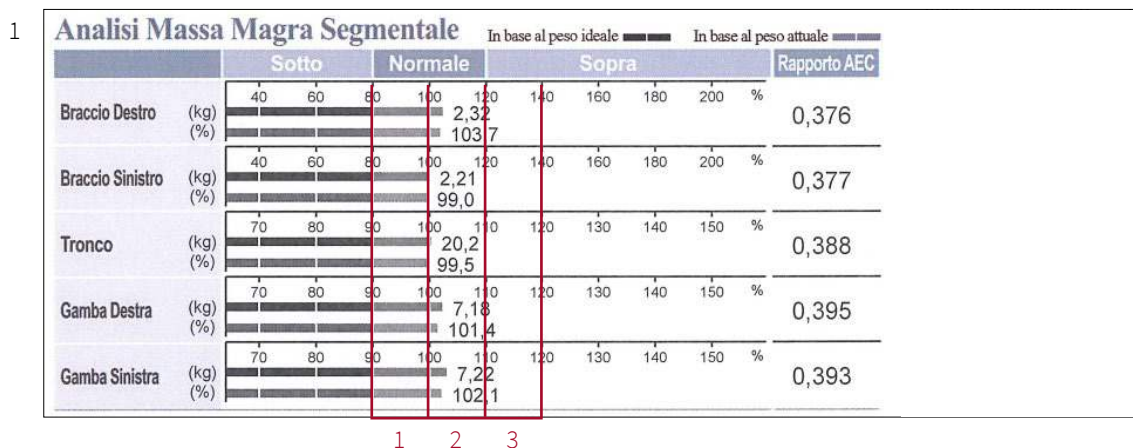 1
Analisi Massa Magra Segmentale In base al peso ideale In base al peso attuale
Sotto Normale Sopra Rapporto AEC
40 60 80 100 120 140 160 180 200 %
Braccio Destro (kg) 2,32 0,376
(%) 103,7
40 60 80 100 120 140 160 180 200 %
Braccio Sinistro (kg) 2,21 0,377
(%) 99,0
70 80 90 100 110 120 130 140 150 %
Tronco (kg) 20,2 0,388
(%) 99,5
70 80 90 100 110 120 130 140 150 %
Gamba Destra (kg) 7,18 0,395
(%) 101,4
70 80 90 100 110 120 130 140 150 %
Gamba Sinistra (kg) 7,22 0,393
(%) 102,1
1 2 3